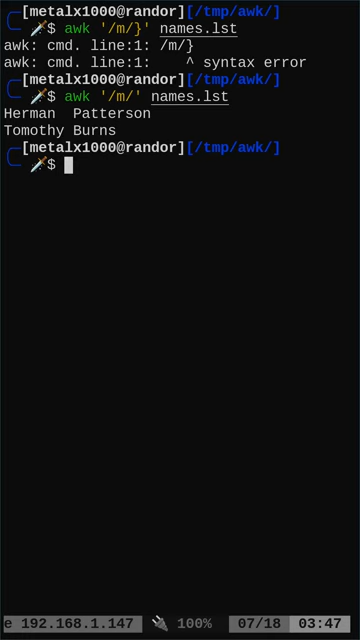 [metalx1000@randor][/tmp/awk/]
$ awk '/m/}' names.lst
awk: cmd. line:1: /m/}
awk: cmd. line:1:    ^ syntax error
[metalx1000@randor][/tmp/awk/]
$ awk '/m/' names.lst
Herman  Patterson
Tomothy Burns
[metalx1000@randor][/tmp/awk/]
$
e 192.168.1.147 100% 07/18 03:47